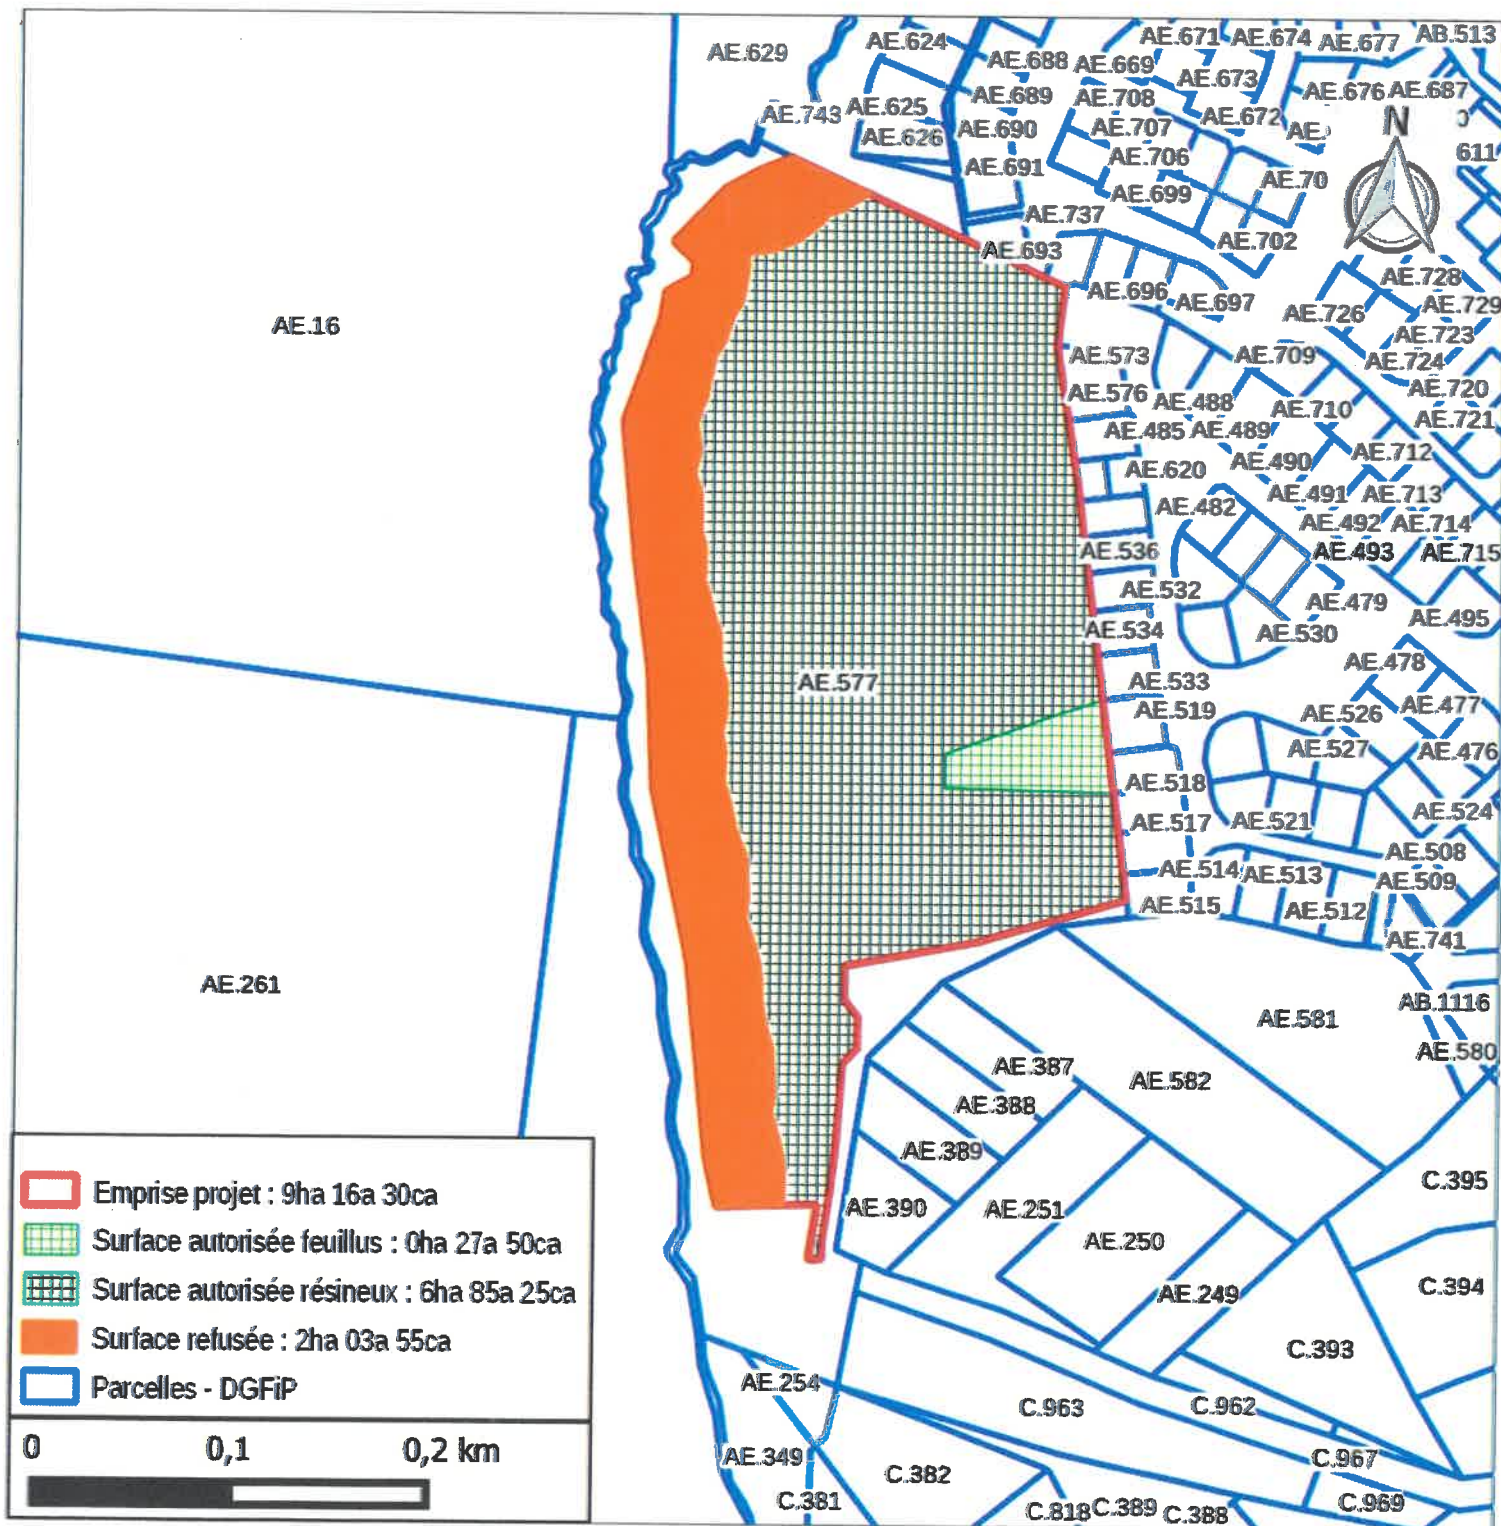 AE.629
AE.624
AE.671 AE.674 AE.677 AB.513
AE.688 AE.669
AE.673
AE.689 AE.708
AE.676 AE.687
AE.743 AE.625
AE.672
AE.626 AE.690 AE.707
N
AE.691 AE.706
611
AE.699
AE.70
AE.737
AE.693
AE.702
AE.728
AE.696 AE.697
AE.726 AE.729
AE.16
AE.723
AE.573
AE.709
AE.724
AE.576 AE.488
AE.710
AE.720
AE.721
AE.485 AE.489
AE.712
AE.620 AE.490
AE.491 AE.713
AE.482
AE.492 AE.714
AE.536
AE.493 AE.715
AE.532
AE.479
AE.495
AE.534
AE.530
AE.478
AE.577
AE.533
AE.519
AE.526 AE.477
AE.527
AE.476
AE.518
AE.524
AE.517 AE.521
AE.508
AE.514 AE.513
AE.509
AE.515
AE.512
AE.741
AE.261
AB.1116
AE.581
AE.580
AE.387
AE.582
AE.388
AE.389
C.395
AE.390
AE.251
AE.250
C.394
AE.249
C.393
AE.254
C.963
C.962
AE.349
C.382
C.967
C.381
C.818 C.389 C.388
C.969
Emprise projet : 9ha 16a 30ca
Surface autorisée feuillus : 0ha 27a 50ca
Surface autorisée résineux : 6ha 85a 25ca
Surface refusée : 2ha 03a 55ca
Parcelles - DGFiP
0 0,1 0,2 km